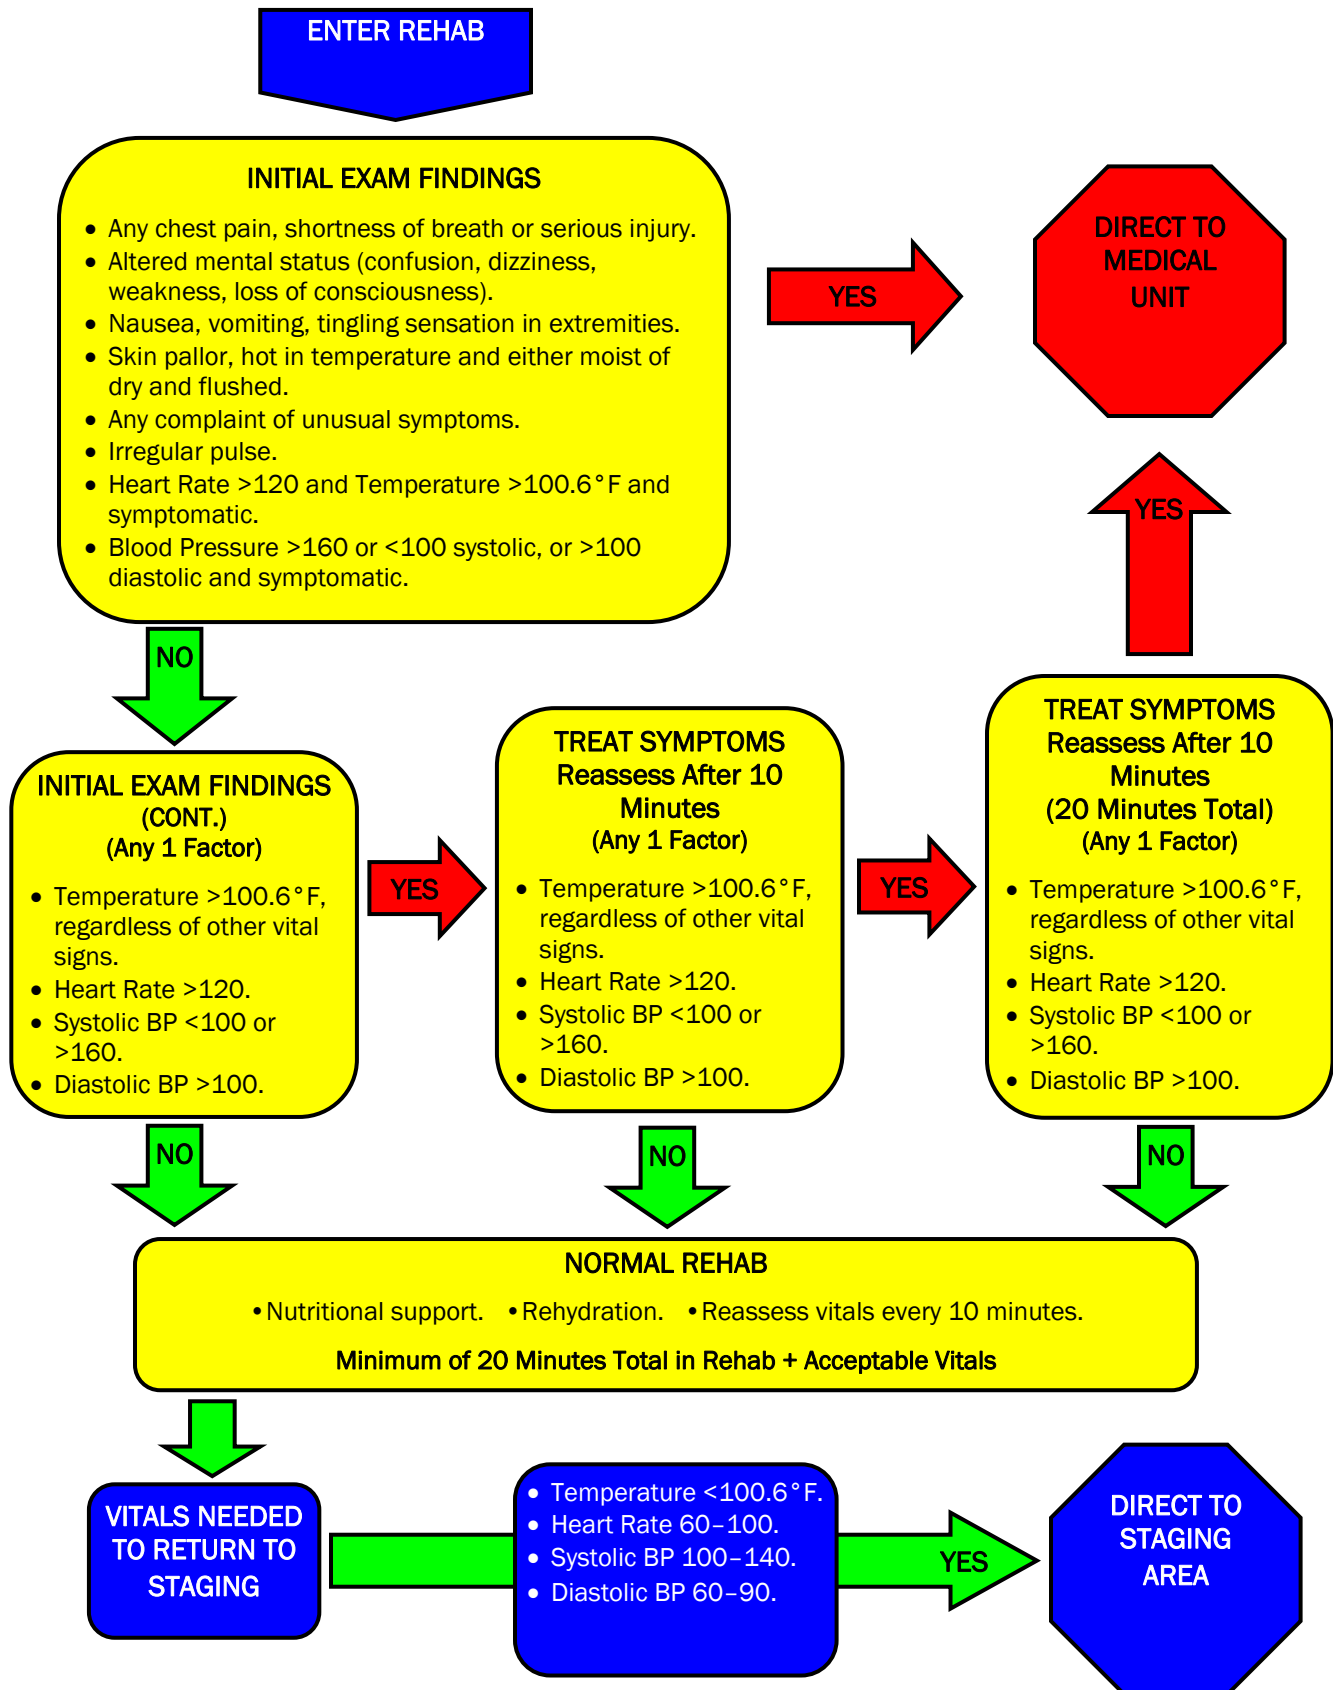 ENTER REHAB
INITIAL EXAM FINDINGS
• Any chest pain, shortness of breath or serious injury.
• Altered mental status (confusion, dizziness,
weakness, loss of consciousness).
• Nausea, vomiting, tingling sensation in extremities.
• Skin pallor, hot in temperature and either moist of
dry and flushed.
• Any complaint of unusual symptoms.
• Irregular pulse.
• Heart Rate >120 and Temperature >100.6°F and
symptomatic.
• Blood Pressure >160 or <100 systolic, or >100
diastolic and symptomatic.
YES
DIRECT TO
MEDICAL
UNIT
YES
NO
INITIAL EXAM FINDINGS
(CONT.)
(Any 1 Factor)
• Temperature >100.6°F,
regardless of other vital
signs.
• Heart Rate >120.
• Systolic BP <100 or
>160.
• Diastolic BP >100.
YES
TREAT SYMPTOMS
Reassess After 10
Minutes
(Any 1 Factor)
• Temperature >100.6°F,
regardless of other vital
signs.
• Heart Rate >120.
• Systolic BP <100 or
>160.
• Diastolic BP >100.
YES
TREAT SYMPTOMS
Reassess After 10
Minutes
(20 Minutes Total)
(Any 1 Factor)
• Temperature >100.6°F,
regardless of other vital
signs.
• Heart Rate >120.
• Systolic BP <100 or
>160.
• Diastolic BP >100.
NO
NO
NO
NORMAL REHAB
• Nutritional support. • Rehydration. • Reassess vitals every 10 minutes.
Minimum of 20 Minutes Total in Rehab + Acceptable Vitals
VITALS NEEDED
TO RETURN TO
STAGING
• Temperature <100.6°F.
• Heart Rate 60–100.
• Systolic BP 100–140.
• Diastolic BP 60–90.
YES
DIRECT TO
STAGING
AREA